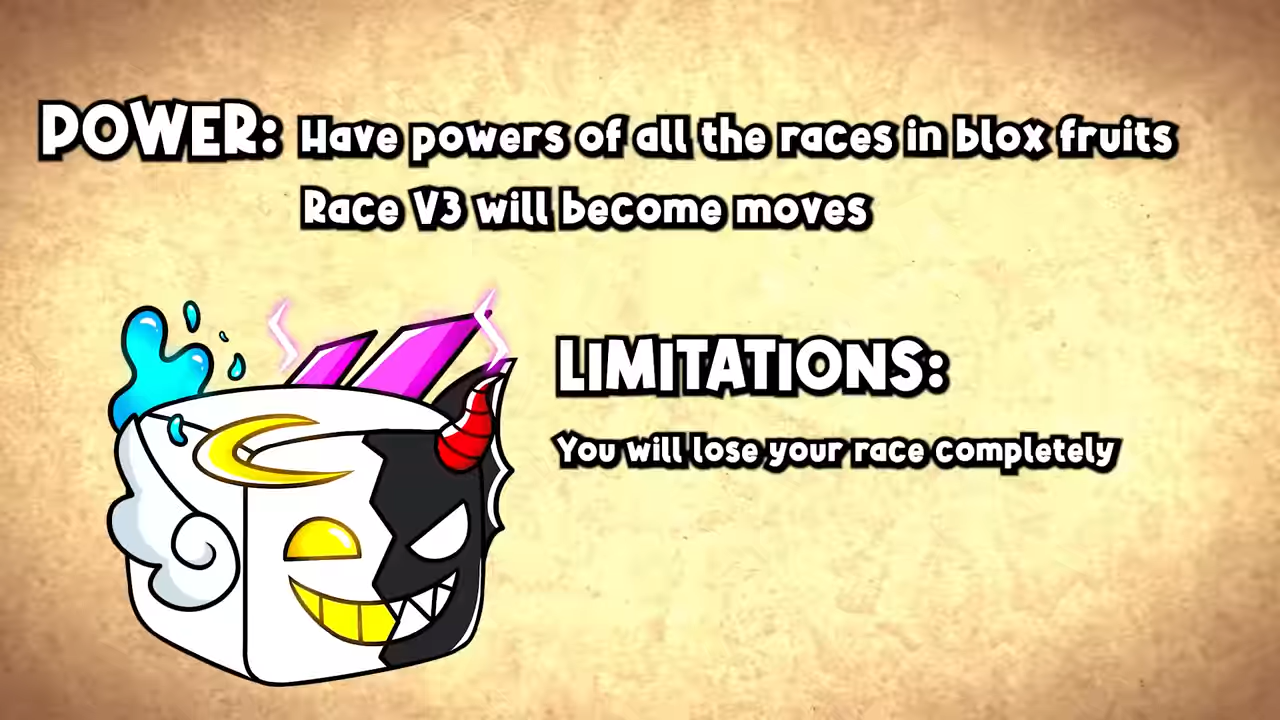 POWER: Have powers of all the races in blox fruits
Race V3 will become moves
LIMITATIONS:
You will lose your race completely